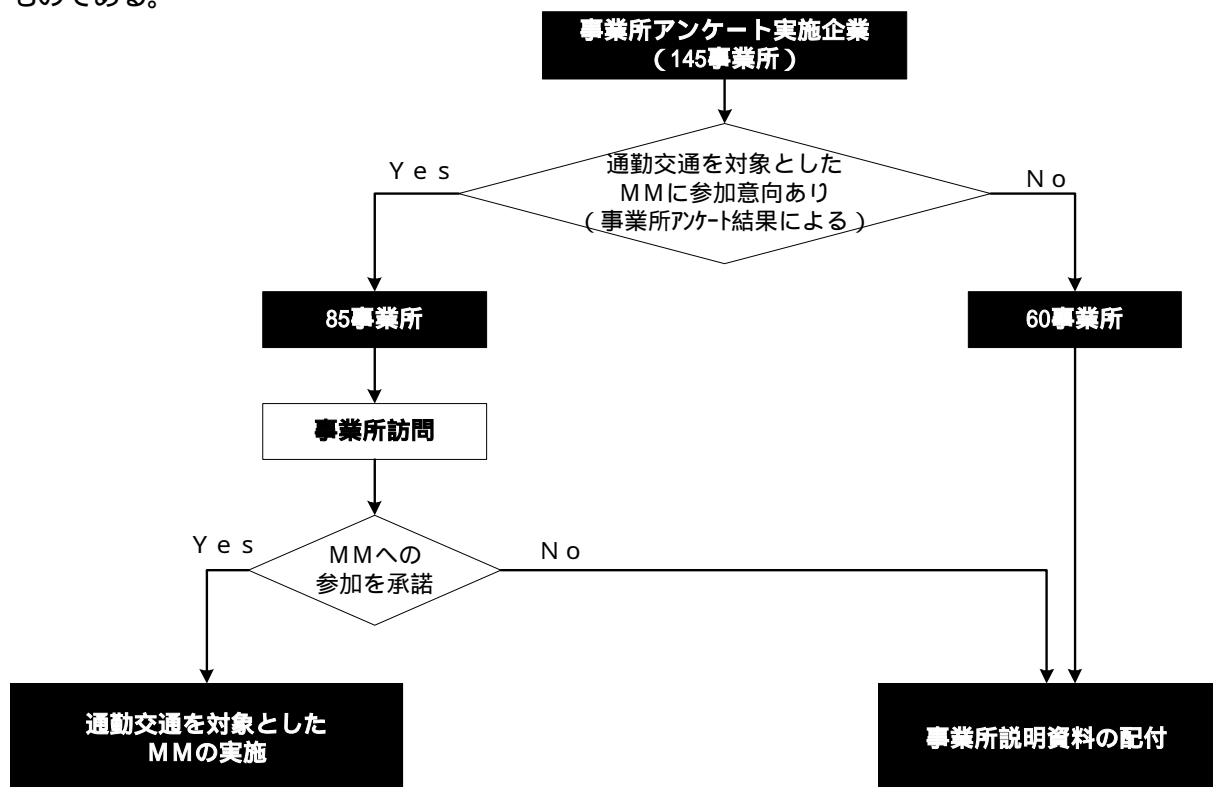 ものである。
事業所アンケート実施企業
（145事業所）
通勤交通を対象とした
ＭＭに参加意向あり
（事業所ｱﾝｹｰﾄ結果による）
Ｙｅｓ
Ｎｏ
85事業所
60事業所
事業所訪問
ＭＭへの
参加を承諾
Ｙｅｓ
Ｎｏ
通勤交通を対象とした
ＭＭの実施
事業所説明資料の配付